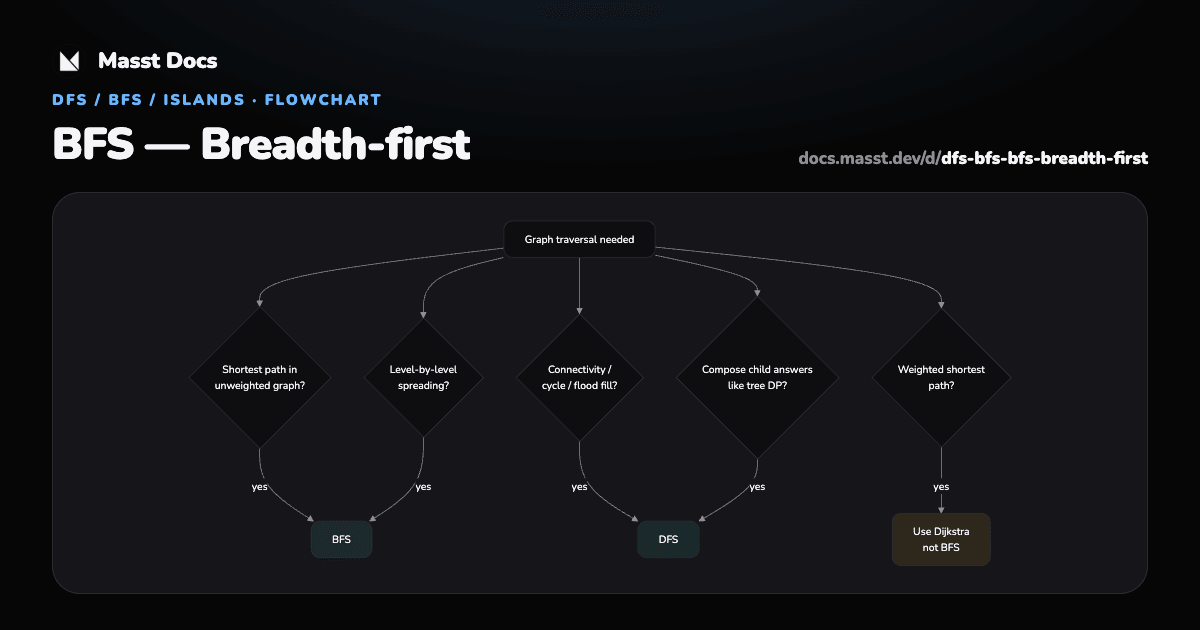 Masst Docs
DFS / BFS / ISLANDS · FLOWCHART
BFS — Breadth-first
docs.masst.dev/d/dfs-bfs-bfs-breadth-first
Graph traversal needed
Shortest path in
unweighted graph?
Level-by-level
spreading?
Connectivity /
cycle / flood fill?
Compose child answers
like tree DP?
Weighted shortest
path?
yes
yes
yes
yes
yes
BFS
DFS
Use Dijkstra
not BFS